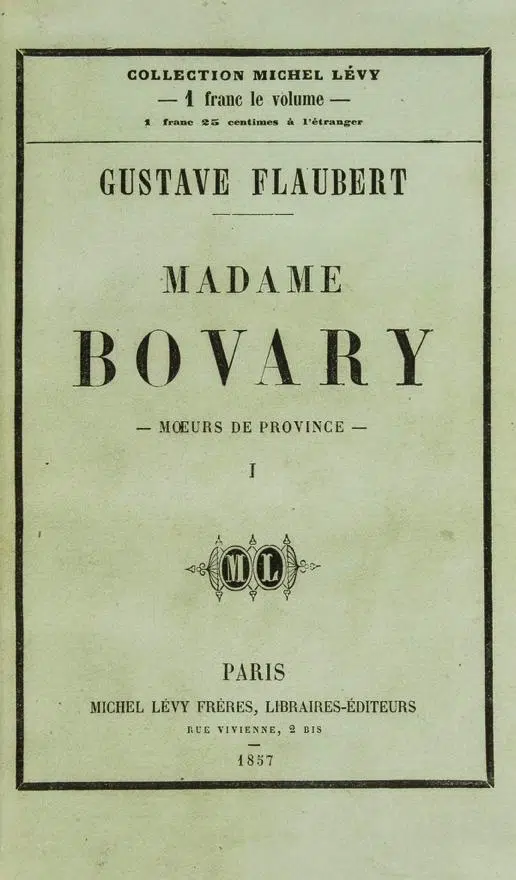 COLLECTION MICHEL LÉVY
— 1 franc le volume —
1 franc 25 centimes à l'étranger
GUSTAVE FLAUBERT
MADAME
BOVARY
— MŒURS DE PROVINCE —
I
ML
PARIS
MICHEL LÉVY FRÈRES, LIBRAIRES-ÉDITEURS
RUE VIVIENNE, 2 BIS
—
1857